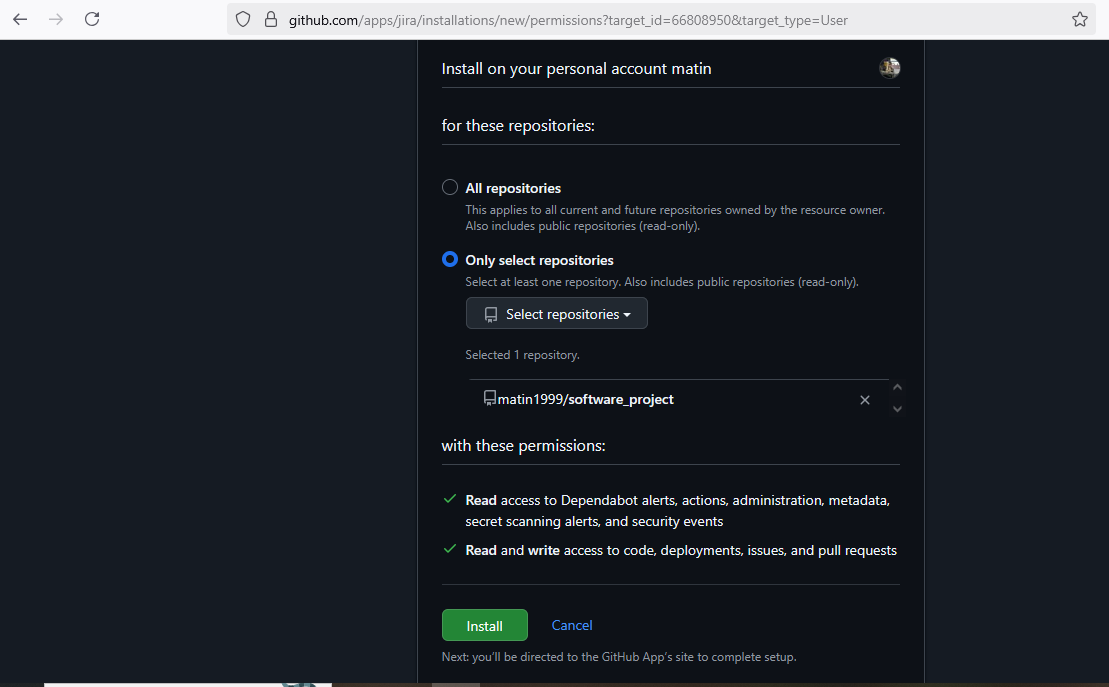 github.com/apps/jira/installations/new/permissions?target_id=66808950&target_type=User
Install on your personal account matin
for these repositories:
All repositories
This applies to all current and future repositories owned by the resource owner.
Also includes public repositories (read-only).
Only select repositories
Select at least one repository. Also includes public repositories (read-only).
Select repositories
Selected 1 repository.
matin1999/software_project
with these permissions:
Read access to Dependabot alerts, actions, administration, metadata,
secret scanning alerts, and security events
Read and write access to code, deployments, issues, and pull requests
Install Cancel
Next: you'll be directed to the GitHub App's site to complete setup.